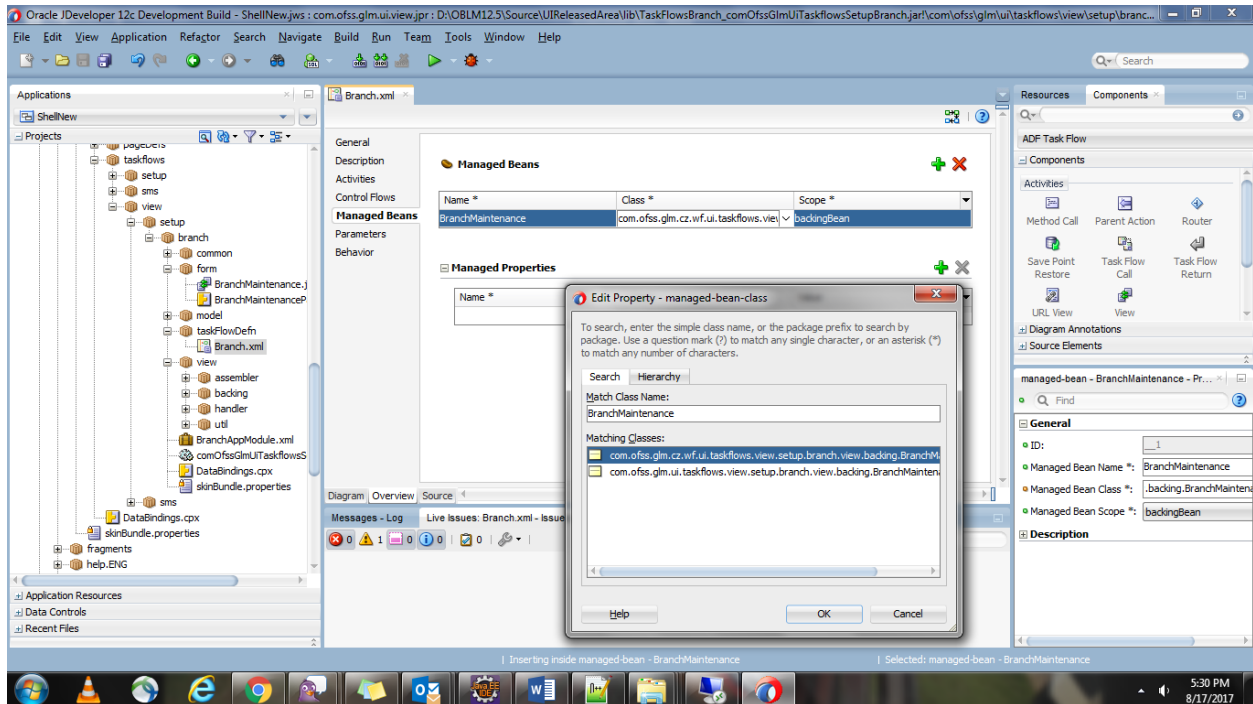 Oracle JDeveloper 12c Development Build - ShellNew.jws : com.ofss.glm.ui.view.jpr : D:\OBLM12.5\Source\UIReleasedArea\lib\TaskFlowsBranch_comOfssGlmUiTaskflowsSetupBranch.jar!\com\ofss\glm\ui\taskflows\view\setup\branc...
File Edit View Application Refactor Search Navigate Build Run Team Tools Window Help
Search
Applications
ShellNew
Projects
pageDefs
taskflows
setup
sms
view
setup
branch
common
form
BranchMaintenance.j
BranchMaintenanceP
model
taskFlowDefn
Branch.xml
view
assembler
backing
handler
util
BranchAppModule.xml
comOfssGlmUiTaskflowsS
DataBindings.cpx
skinBundle.properties
sms
DataBindings.cpx
skinBundle.properties
fragments
help.ENG
Application Resources
Data Controls
Recent Files
Branch.xml
General
Description
Activities
Control Flows
Managed Beans
Parameters
Behavior
Managed Beans
Name * Class * Scope *
BranchMaintenance com.ofss.glm.cz.wf.ui.taskflows.view backingBean
Managed Properties
Name *
Diagram Overview Source
Messages - Log Live Issues: Branch.xml - Issue
0 1 0 0 0
Edit Property - managed-bean-class
To search, enter the simple class name, or the package prefix to search by
package. Use a question mark (?) to match any single character, or an asterisk (*)
to match any number of characters.
Search Hierarchy
Match Class Name:
BranchMaintenance
Matching Classes:
com.ofss.glm.cz.wf.ui.taskflows.view.setup.branch.view.backing.BranchM
com.ofss.glm.ui.taskflows.view.setup.branch.view.backing.BranchMainten
Help OK Cancel
Resources Components
ADF Task Flow
Components
Activities
Method Call Parent Action Router
Save Point Restore Task Flow Call Task Flow Return
URL View View
Diagram Annotations
Source Elements
managed-bean - BranchMaintenance - Pr...
Find
General
ID: __1
Managed Bean Name *: BranchMaintenance
Managed Bean Class *: .backing.BranchMaintena
Managed Bean Scope *: backingBean
Description
Inserting inside managed-bean - BranchMaintenance
Selected: managed-bean - BranchMaintenance
5:30 PM
8/17/2017